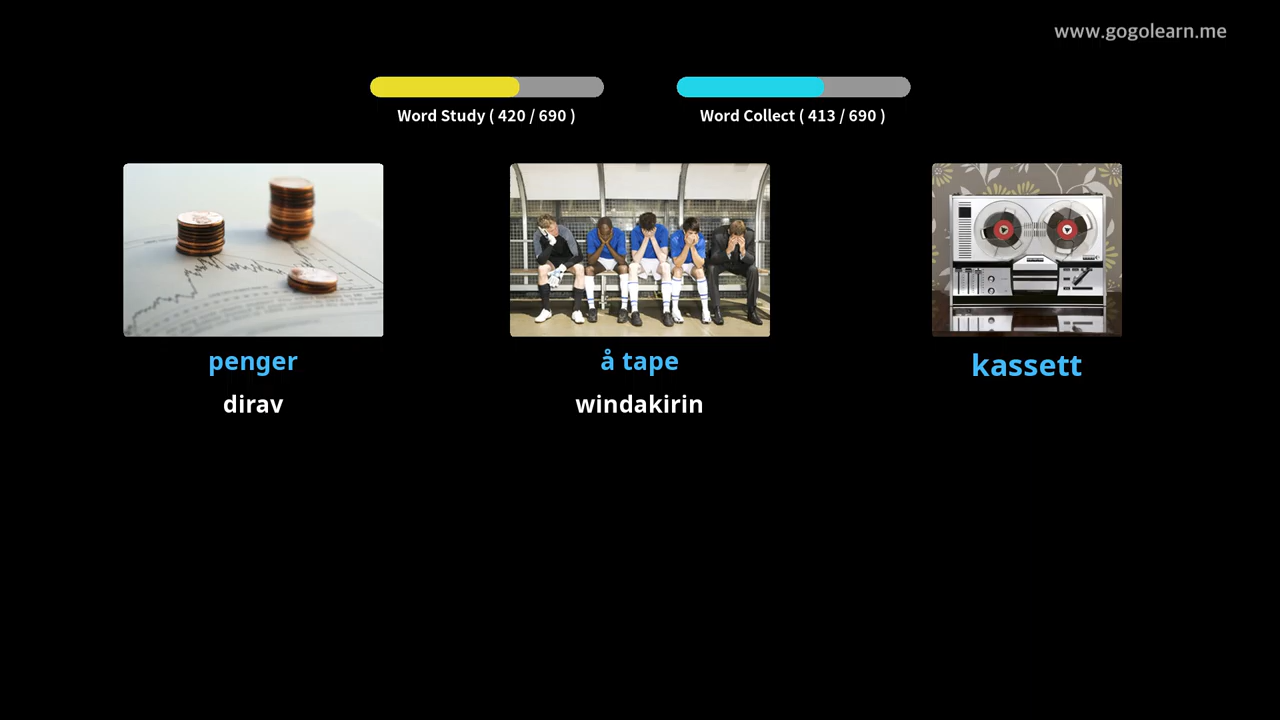 www.gogolearn.me
Word Study ( 420 / 690 )
Word Collect ( 413 / 690 )
penger
å tape
kassett
dirav
windakirin